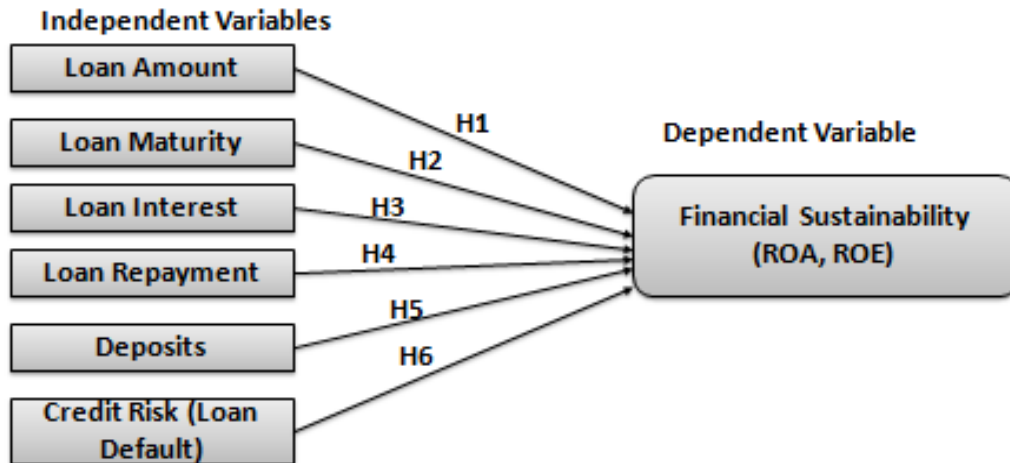 Independent Variables
Loan Amount
Loan Maturity
Loan Interest
Loan Repayment
Deposits
Credit Risk (Loan
Default)
H1
H2
H3
H4
H5
H6
Dependent Variable
Financial Sustainability
(ROA, ROE)